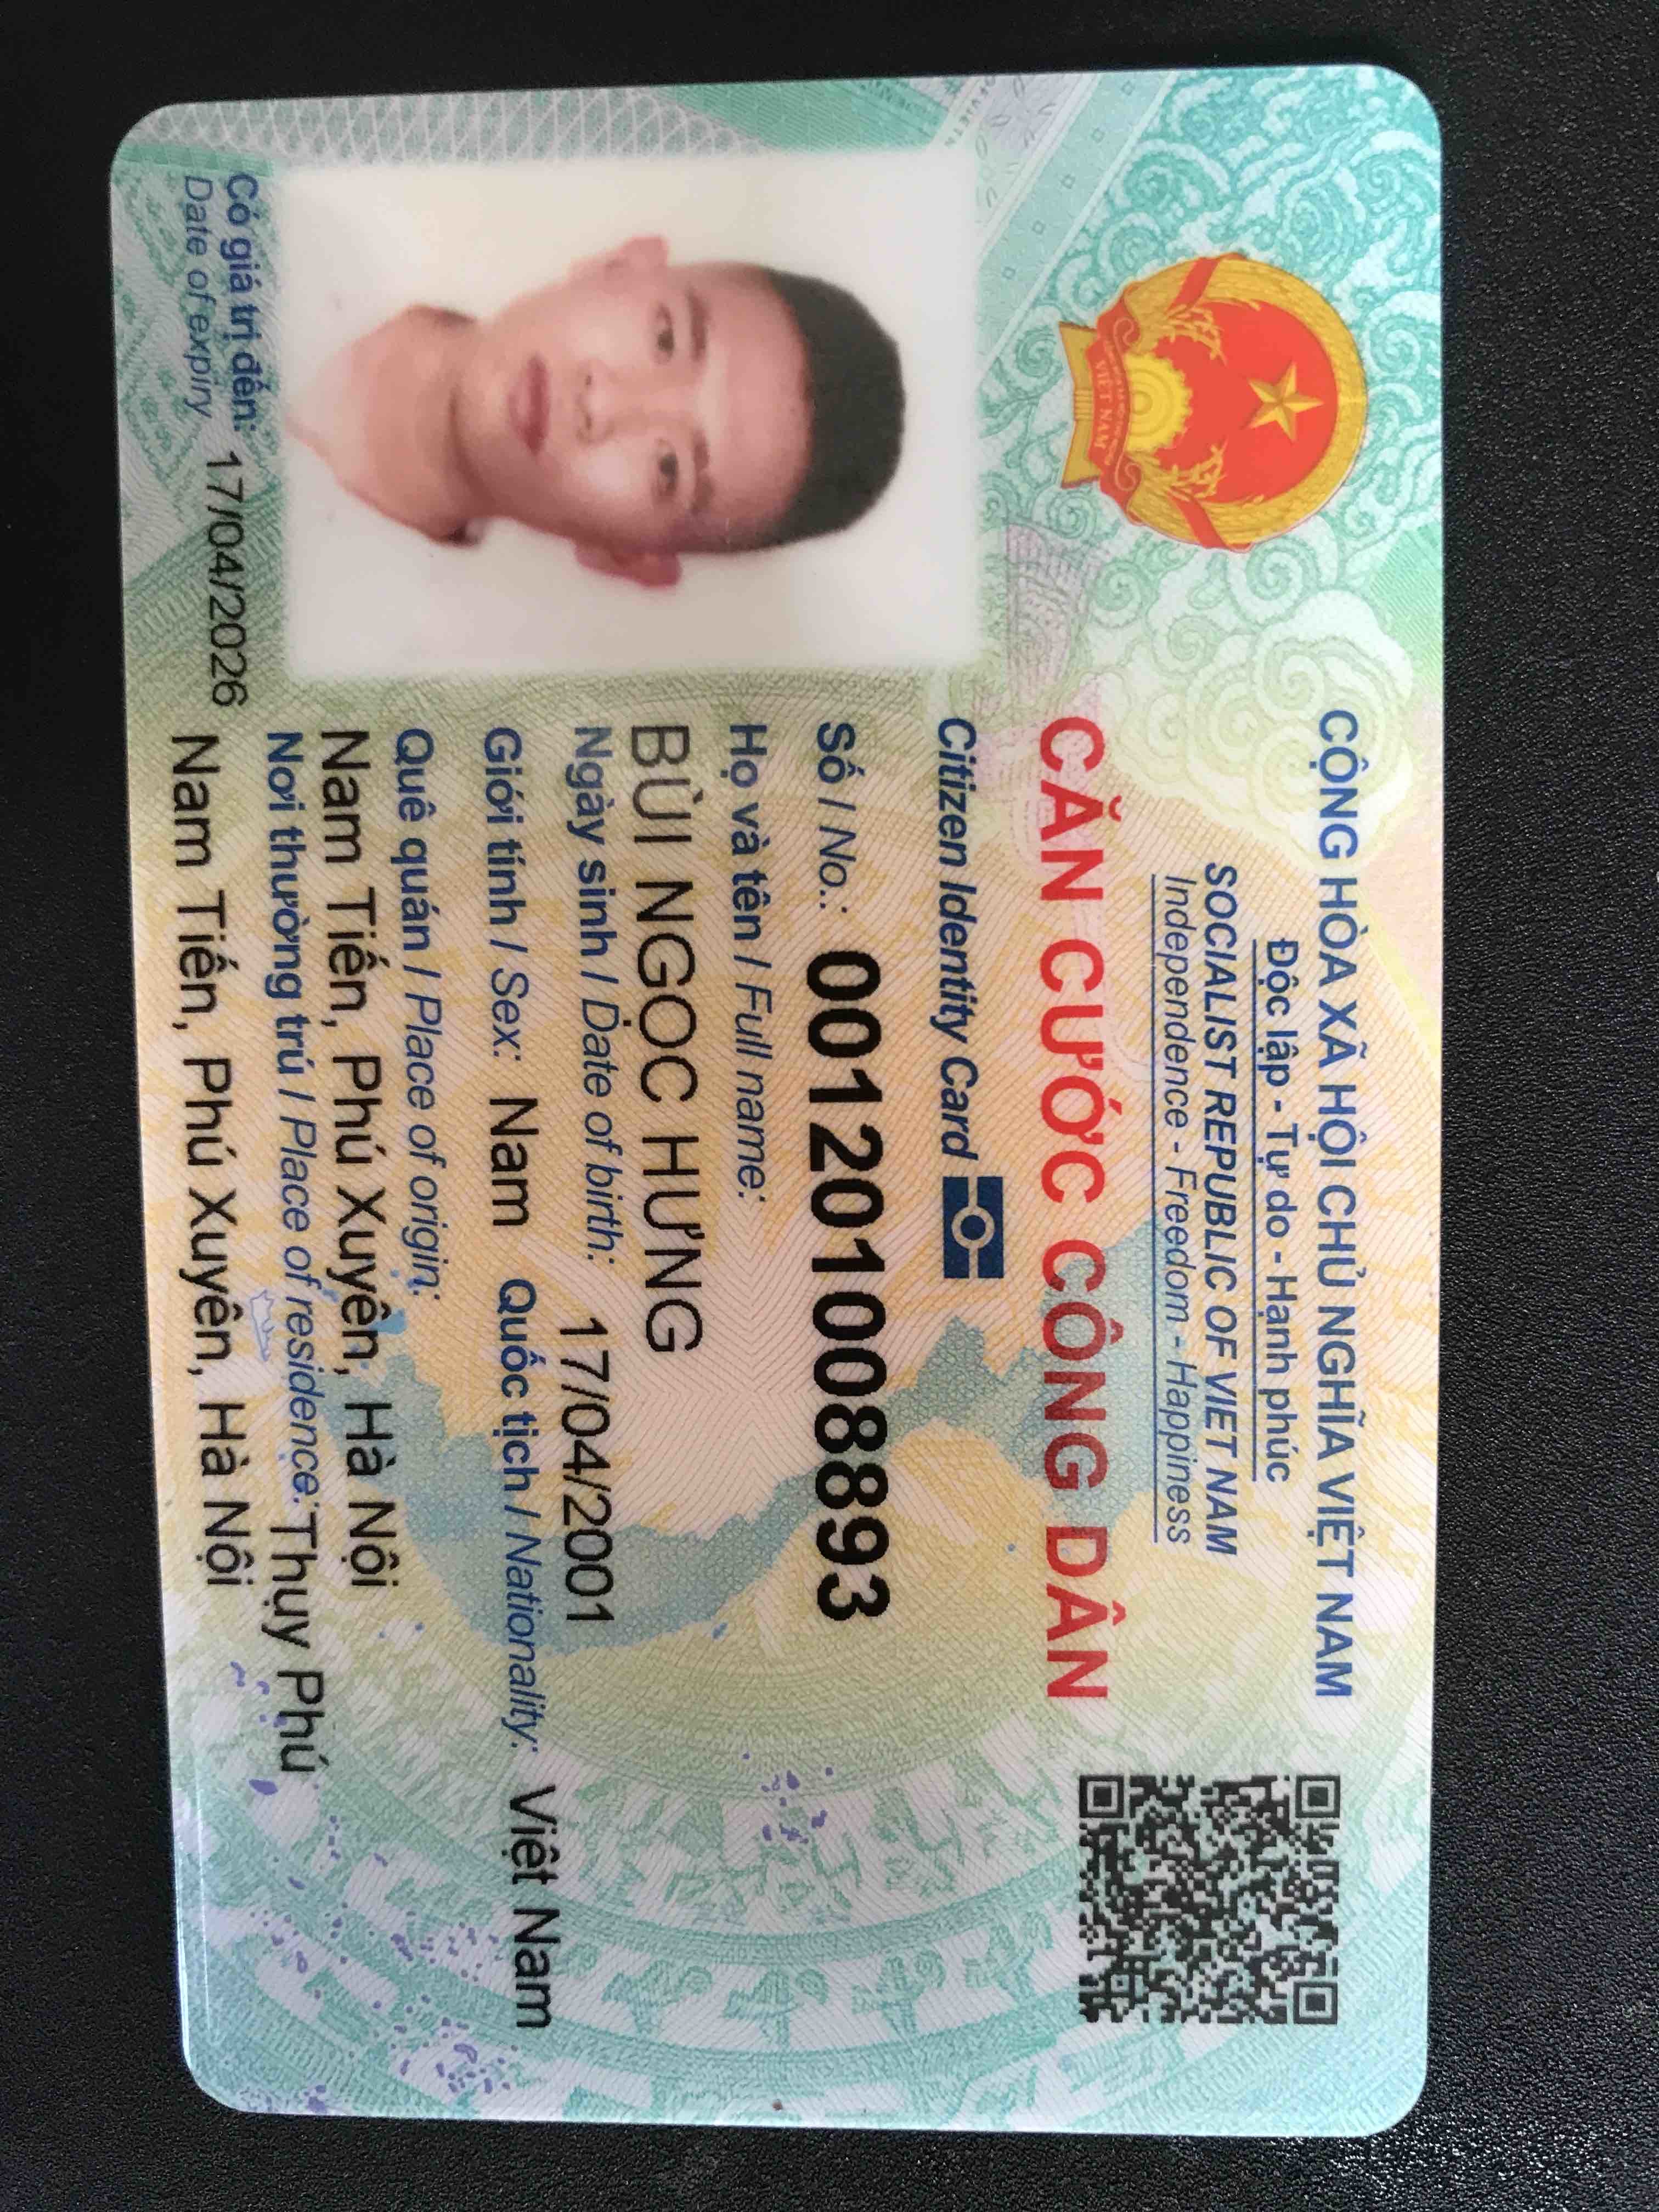 CỘNG HÒA XÃ HỘI CHỦ NGHĨA VIỆT NAM
Độc lập - Tự do - Hạnh phúc
SOCIALIST REPUBLIC OF VIET NAM
Independence - Freedom - Happiness
CĂN CƯỚC CÔNG DÂN
Citizen Identity Card
Số / No.: 001201008893
Họ và tên / Full name:
BÙI NGỌC HƯNG
Ngày sinh / Date of birth: 17/04/2001
Giới tính / Sex: Nam Quốc tịch / Nationality: Việt Nam
Quê quán / Place of origin:
Nam Tiến, Phú Xuyên, Hà Nội
Nơi thường trú / Place of residence: Thụy Phú
Nam Tiến, Phú Xuyên, Hà Nội
Có giá trị đến: 17/04/2026
Date of expiry
VIỆT NAM